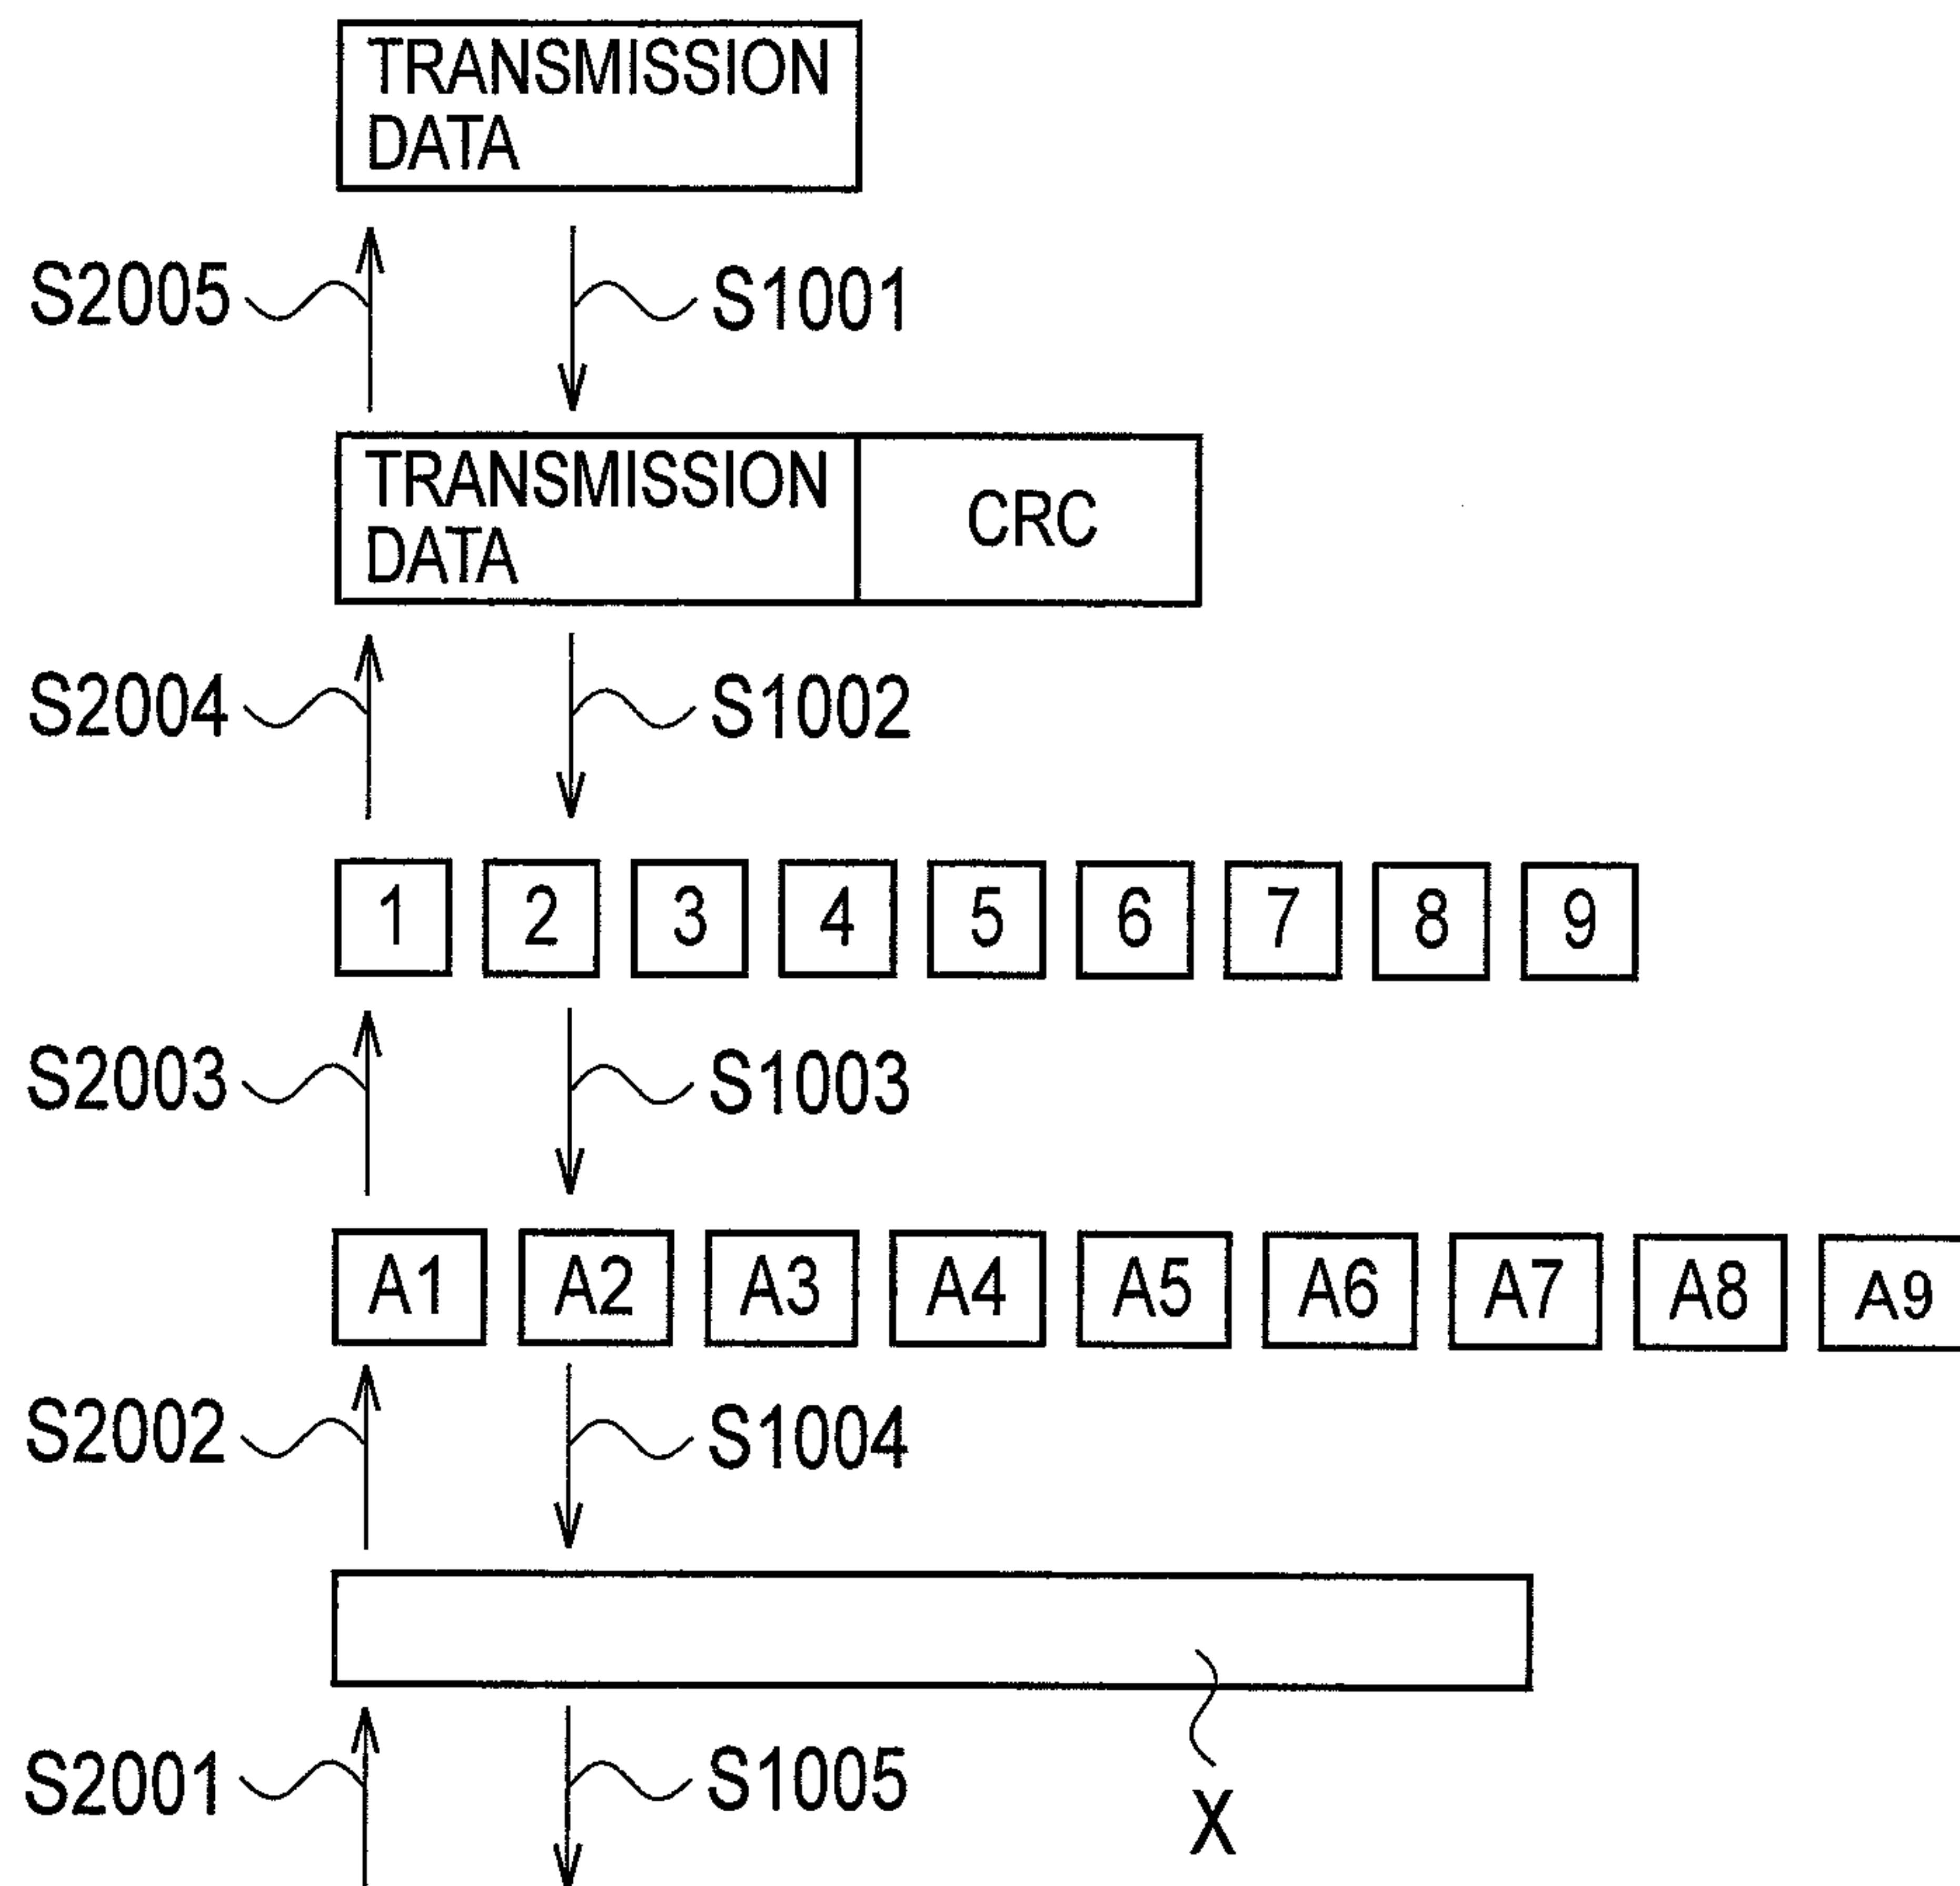 TRANSMISSION
DATA
S2005
S1001
TRANSMISSION
DATA
CRC
S2004
S1002
1 2 3 4 5 6 7 8 9
S2003
S1003
A1 A2 A3 A4 A5 A6 A7 A8 A9
S2002
S1004
S2001
S1005
X